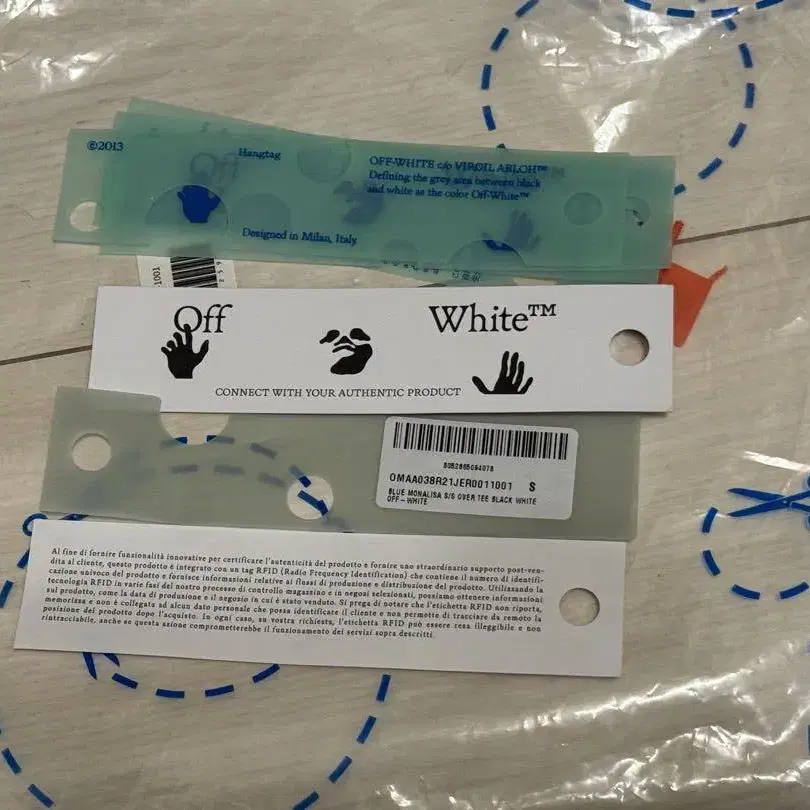 ©2013
Hangtag
OFF-WHITE c/o VIRGIL ABLOH™
Defining the grey area between black
and white as the color Off-White™
Off
Designed in Milan, Italy
1001
Off
White™
CONNECT WITH YOUR AUTHENTIC PRODUCT
8052865094078
OMAA038R21JER0011001 S
BLUE MONALISA S/S OVER TEE BLACK WHITE
OFF-WHITE
Al fine di fornire funzionalità innovative per certificare l'autenticità del prodotto e fornire uno straordinario supporto post-ven-
dita al cliente, questo prodotto è integrato con un tag RFID (Radio Frequency Identification) che contiene il numero di identifi-
cazione univoco del prodotto e fornisce informazioni relative ai flussi di produzione e distribuzione del prodotto. Utilizzando la
tecnologia RFID in varie fasi del nostro processo di controllo magazzino e in negozi selezionati, possiamo ottenere informazioni
sul prodotto, come la data di produzione e il negozio in cui è stato venduto. Si prega di notare che l'etichetta RFID non riporta,
memorizza e non è collegata ad alcun dato personale che possa identificare il cliente e non permette di tracciare da remoto la
posizione del prodotto dopo l'acquisto. In ogni caso, su vostra richiesta, l'etichetta RFID può essere resa illeggibile e non
rintracciabile, anche se questa azione comprometterebbe il funzionamento dei servizi sopra descritti.